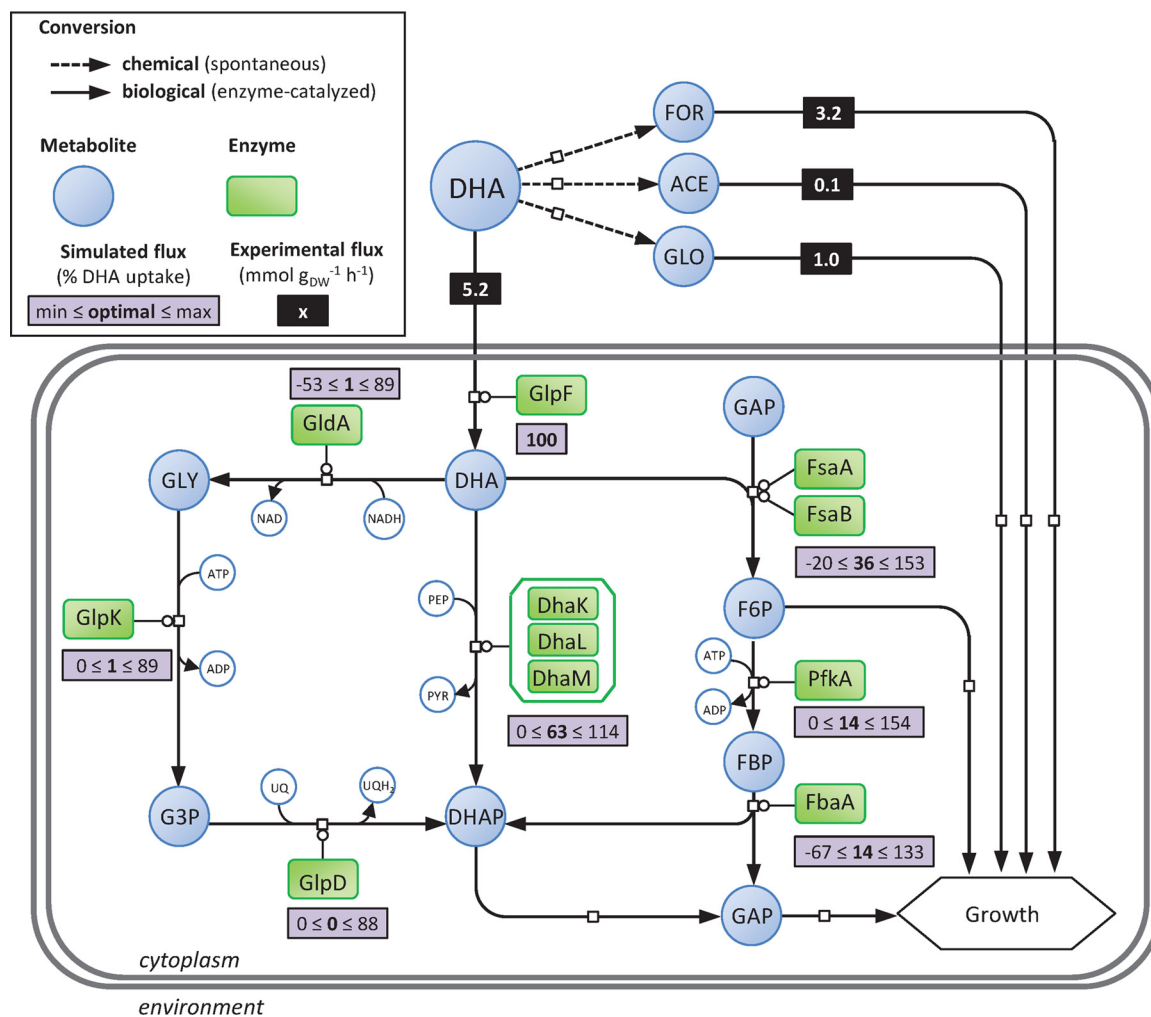 Conversion
chemical (spontaneous)
biological (enzyme-catalyzed)
Metabolite
Enzyme
Simulated flux
(% DHA uptake)
min ≤ optimal ≤ max
Experimental flux
(mmol gDW⁻¹ h⁻¹)
x
DHA
FOR
3.2
ACE
0.1
GLO
1.0
5.2
-53 ≤ 1 ≤ 89
GldA
GlpF
100
GAP
GLY
DHA
NAD
NADH
FsaA
FsaB
-20 ≤ 36 ≤ 153
ATP
GlpK
0 ≤ 1 ≤ 89
ADP
PEP
PYR
DhaK
DhaL
DhaM
0 ≤ 63 ≤ 114
F6P
ATP
ADP
PfkA
0 ≤ 14 ≤ 154
FBP
G3P
UQ
UQH₂
DHAP
FbaA
-67 ≤ 14 ≤ 133
GlpD
0 ≤ 0 ≤ 88
GAP
Growth
cytoplasm
environment